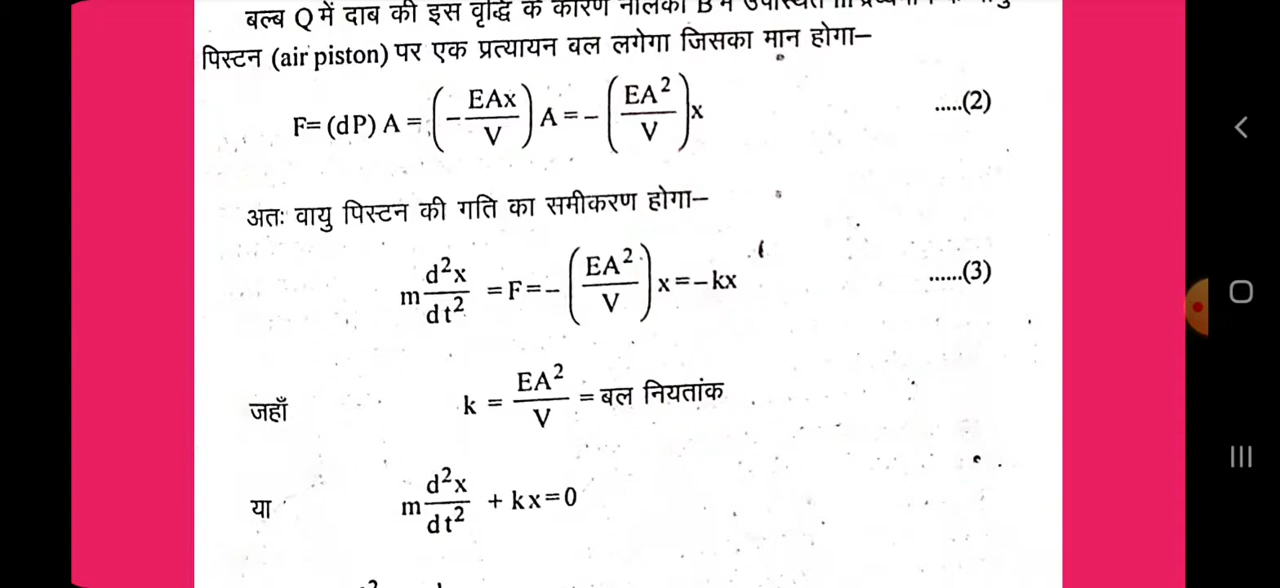 बल्ब Q में दाब की इस वृद्धि के कारण नलिका B में उपस्थित m
पिस्टन (air piston) पर एक प्रत्यायन बल लगेगा जिसका मान होगा–
F= (dP) A = (-EAx/V) A = - (EA²/V)x .....(2)
अतः वायु पिस्टन की गति का समीकरण होगा–
m d²x/dt² = F = - (EA²/V) x = - kx ......(3)
जहाँ k = EA²/V = बल नियतांक
या m d²x/dt² + kx=0